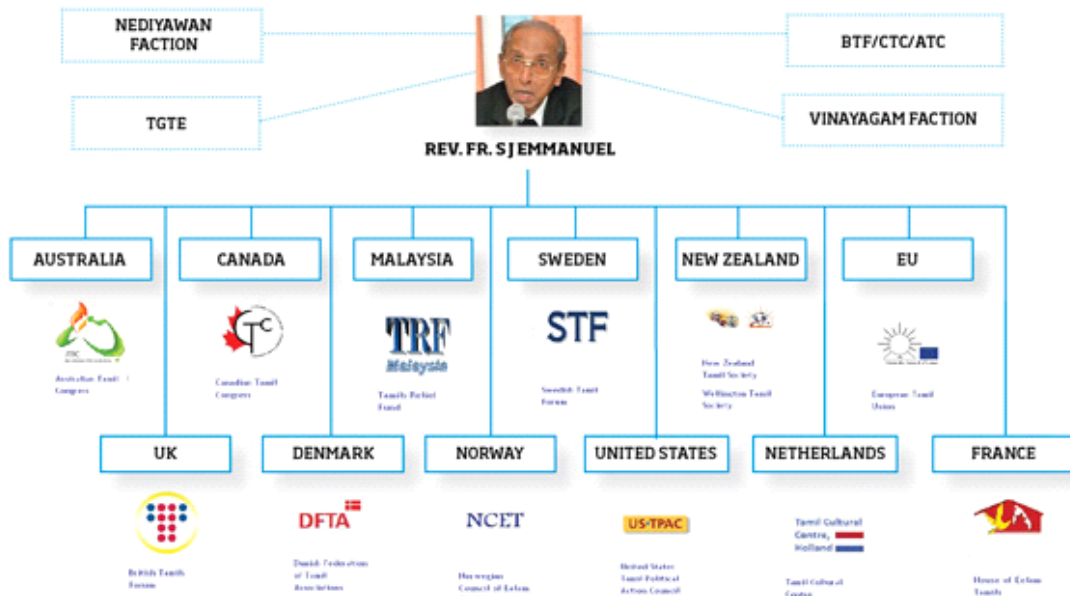 NEDIYAWAN
FACTION
BTF/CTC/ATC
TGTE
VINAYAGAM FACTION
REV. FR. S J EMMANUEL
AUSTRALIA
CANADA
MALAYSIA
SWEDEN
NEW ZEALAND
EU
CTC
TRF
Malaysia
STF
Australian Tamil
Congress
Canadian Tamil
Congress
Tamils Relief
Fund
Swedish Tamil
Forum
New Zealand
Tamil Society
Wellington Tamil
Society
European Tamil
Union
UK
DENMARK
NORWAY
UNITED STATES
NETHERLANDS
FRANCE
DFTA
NCET
US-TPAC
Tamil Cultural
Centre,
Holland
British Tamils
Forum
Danish Federation
of Tamil
Associations
Norwegian
Council of Eelam
United States
Tamil Political
Action Council
Tamil Cultural
Centre
House of Eelam
Tamils